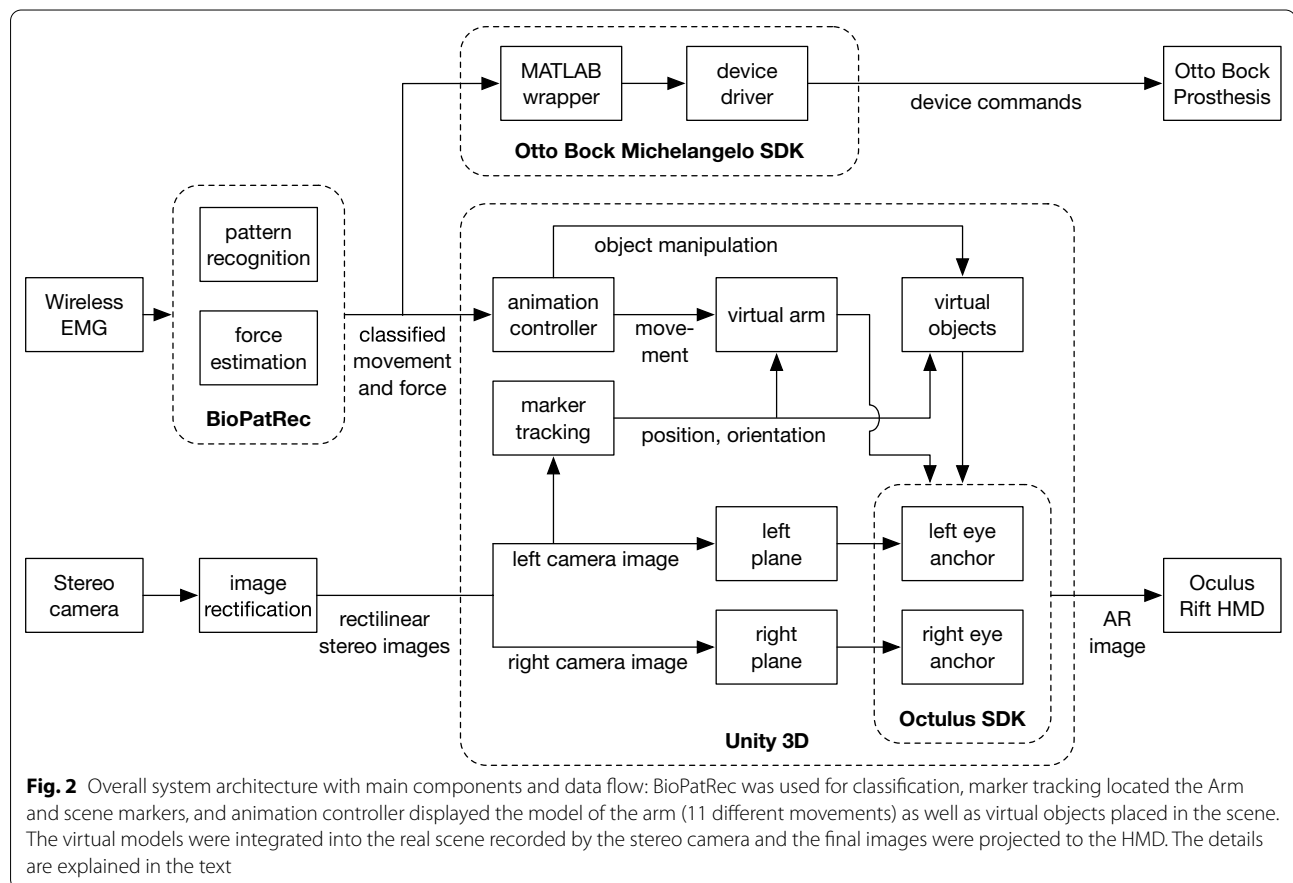 MATLAB
wrapper
device
driver
device commands
Otto Bock
Prosthesis
Otto Bock Michelangelo SDK
pattern
recognition
force
estimation
BioPatRec
Wireless
EMG
classified
movement
and force
object manipulation
animation
controller
move-
ment
virtual arm
virtual
objects
marker
tracking
position, orientation
Stereo
camera
image
rectification
rectilinear
stereo images
left camera image
left
plane
left eye
anchor
right camera image
right
plane
right eye
anchor
Octulus SDK
Unity 3D
AR
image
Oculus
Rift HMD
Fig. 2 Overall system architecture with main components and data flow: BioPatRec was used for classification, marker tracking located the Arm
and scene markers, and animation controller displayed the model of the arm (11 different movements) as well as virtual objects placed in the scene.
The virtual models were integrated into the real scene recorded by the stereo camera and the final images were projected to the HMD. The details
are explained in the text